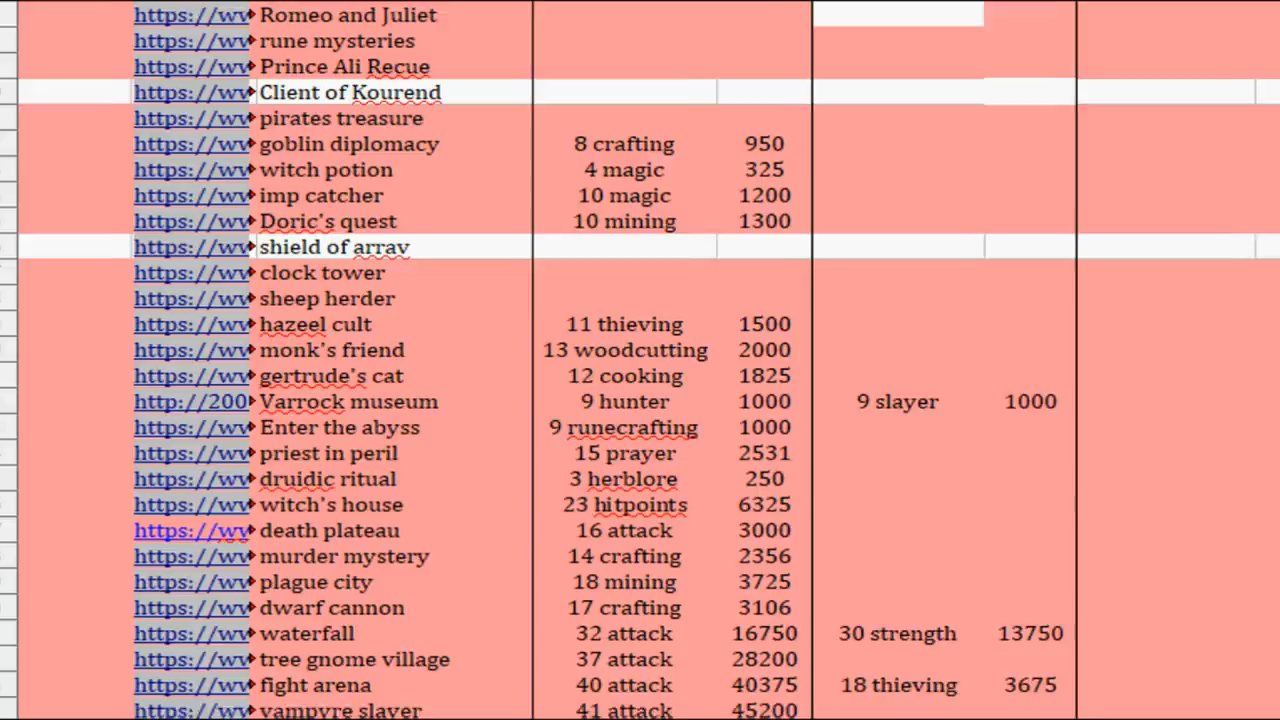 https://wv Romeo and Juliet
https://wv rune mysteries
https://wv Prince Ali Recue
https://wv Client of Kourend
https://wv pirates treasure
https://wv goblin diplomacy 8 crafting 950
https://wv witch potion 4 magic 325
https://wv imp catcher 10 magic 1200
https://wv Doric's quest 10 mining 1300
https://wv shield of arrav
https://wv clock tower
https://wv sheep herder
https://wv hazeel cult 11 thieving 1500
https://wv monk's friend 13 woodcutting 2000
https://wv gertrude's cat 12 cooking 1825
http://200 Varrock museum 9 hunter 1000 9 slayer 1000
https://wv Enter the abyss 9 runecrafting 1000
https://wv priest in peril 15 prayer 2531
https://wv druidic ritual 3 herblore 250
https://wv witch's house 23 hitpoints 6325
https://wv death plateau 16 attack 3000
https://wv murder mystery 14 crafting 2356
https://wv plague city 18 mining 3725
https://wv dwarf cannon 17 crafting 3106
https://wv waterfall 32 attack 16750 30 strength 13750
https://wv tree gnome village 37 attack 28200
https://wv fight arena 40 attack 40375 18 thieving 3675
https://wv vampyre slayer 41 attack 45200